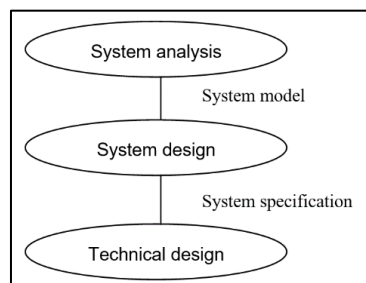 System analysis
System model
System design
System specification
Technical design